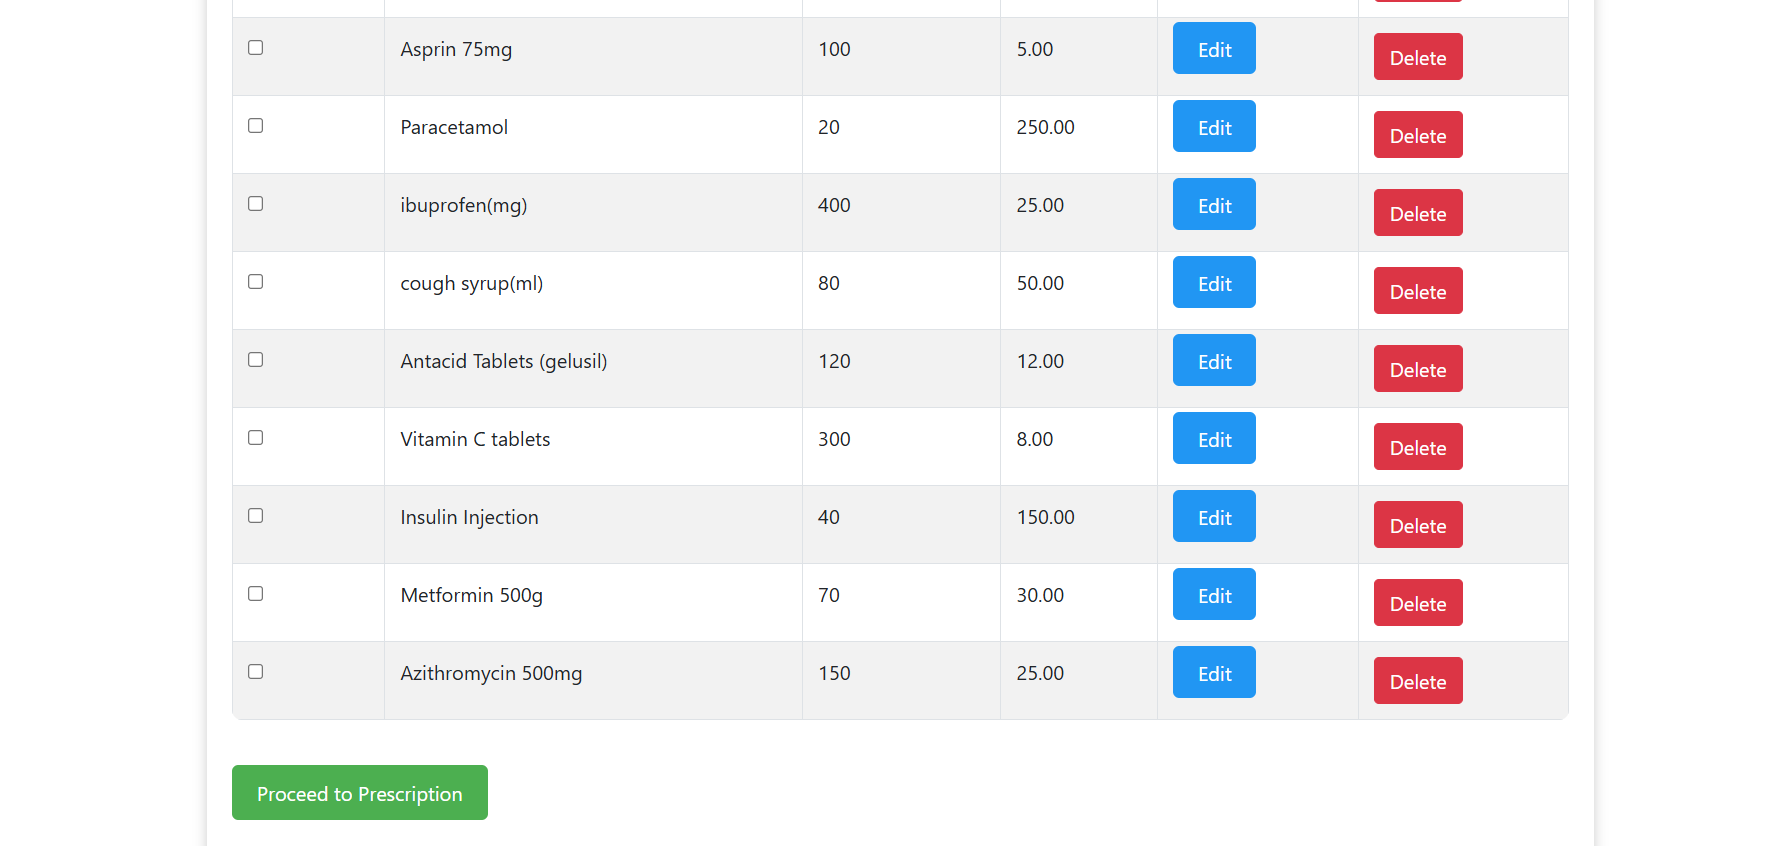 Asprin 75mg 100 5.00 Edit Delete
Paracetamol 20 250.00 Edit Delete
ibuprofen(mg) 400 25.00 Edit Delete
cough syrup(ml) 80 50.00 Edit Delete
Antacid Tablets (gelusil) 120 12.00 Edit Delete
Vitamin C tablets 300 8.00 Edit Delete
Insulin Injection 40 150.00 Edit Delete
Metformin 500g 70 30.00 Edit Delete
Azithromycin 500mg 150 25.00 Edit Delete
Proceed to Prescription